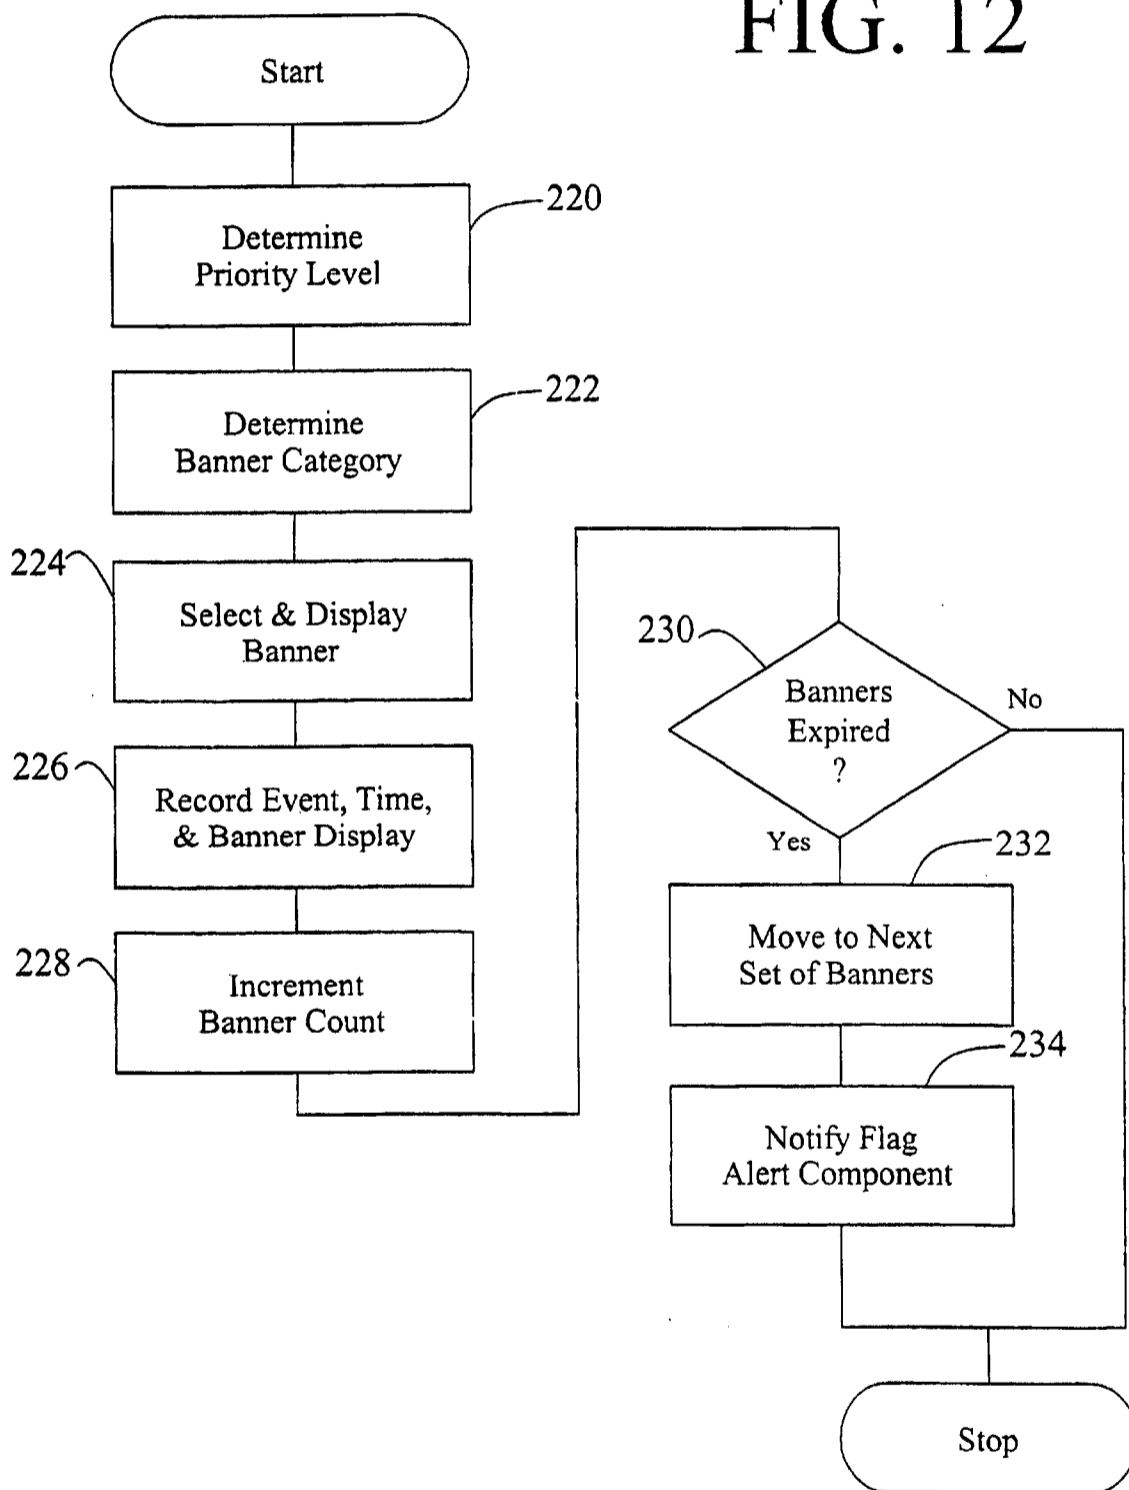 FIG. 12
Start
220
Determine
Priority Level
222
Determine
Banner Category
224
Select & Display
Banner
226
Record Event, Time,
& Banner Display
228
Increment
Banner Count
230
Banners
Expired
?
No
Yes
232
Move to Next
Set of Banners
234
Notify Flag
Alert Component
Stop